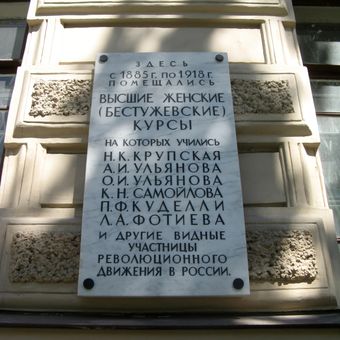 ЗДЕСЬ
С 1885 Г. ПО 1918 Г.
ПОМЕЩАЛИСЬ
ВЫСШИЕ ЖЕНСКИЕ
(БЕСТУЖЕВСКИЕ)
КУРСЫ
НА КОТОРЫХ УЧИЛИСЬ
Н.К.КРУПСКАЯ
А.И.УЛЬЯНОВА
О.И.УЛЬЯНОВА
К.Н.САМОЙЛОВА
П.Ф.КУДЕЛЛИ
Л.А.ФОТИЕВА
И ДРУГИЕ ВИДНЫЕ
УЧАСТНИЦЫ
РЕВОЛЮЦИОННОГО
ДВИЖЕНИЯ В РОССИИ.